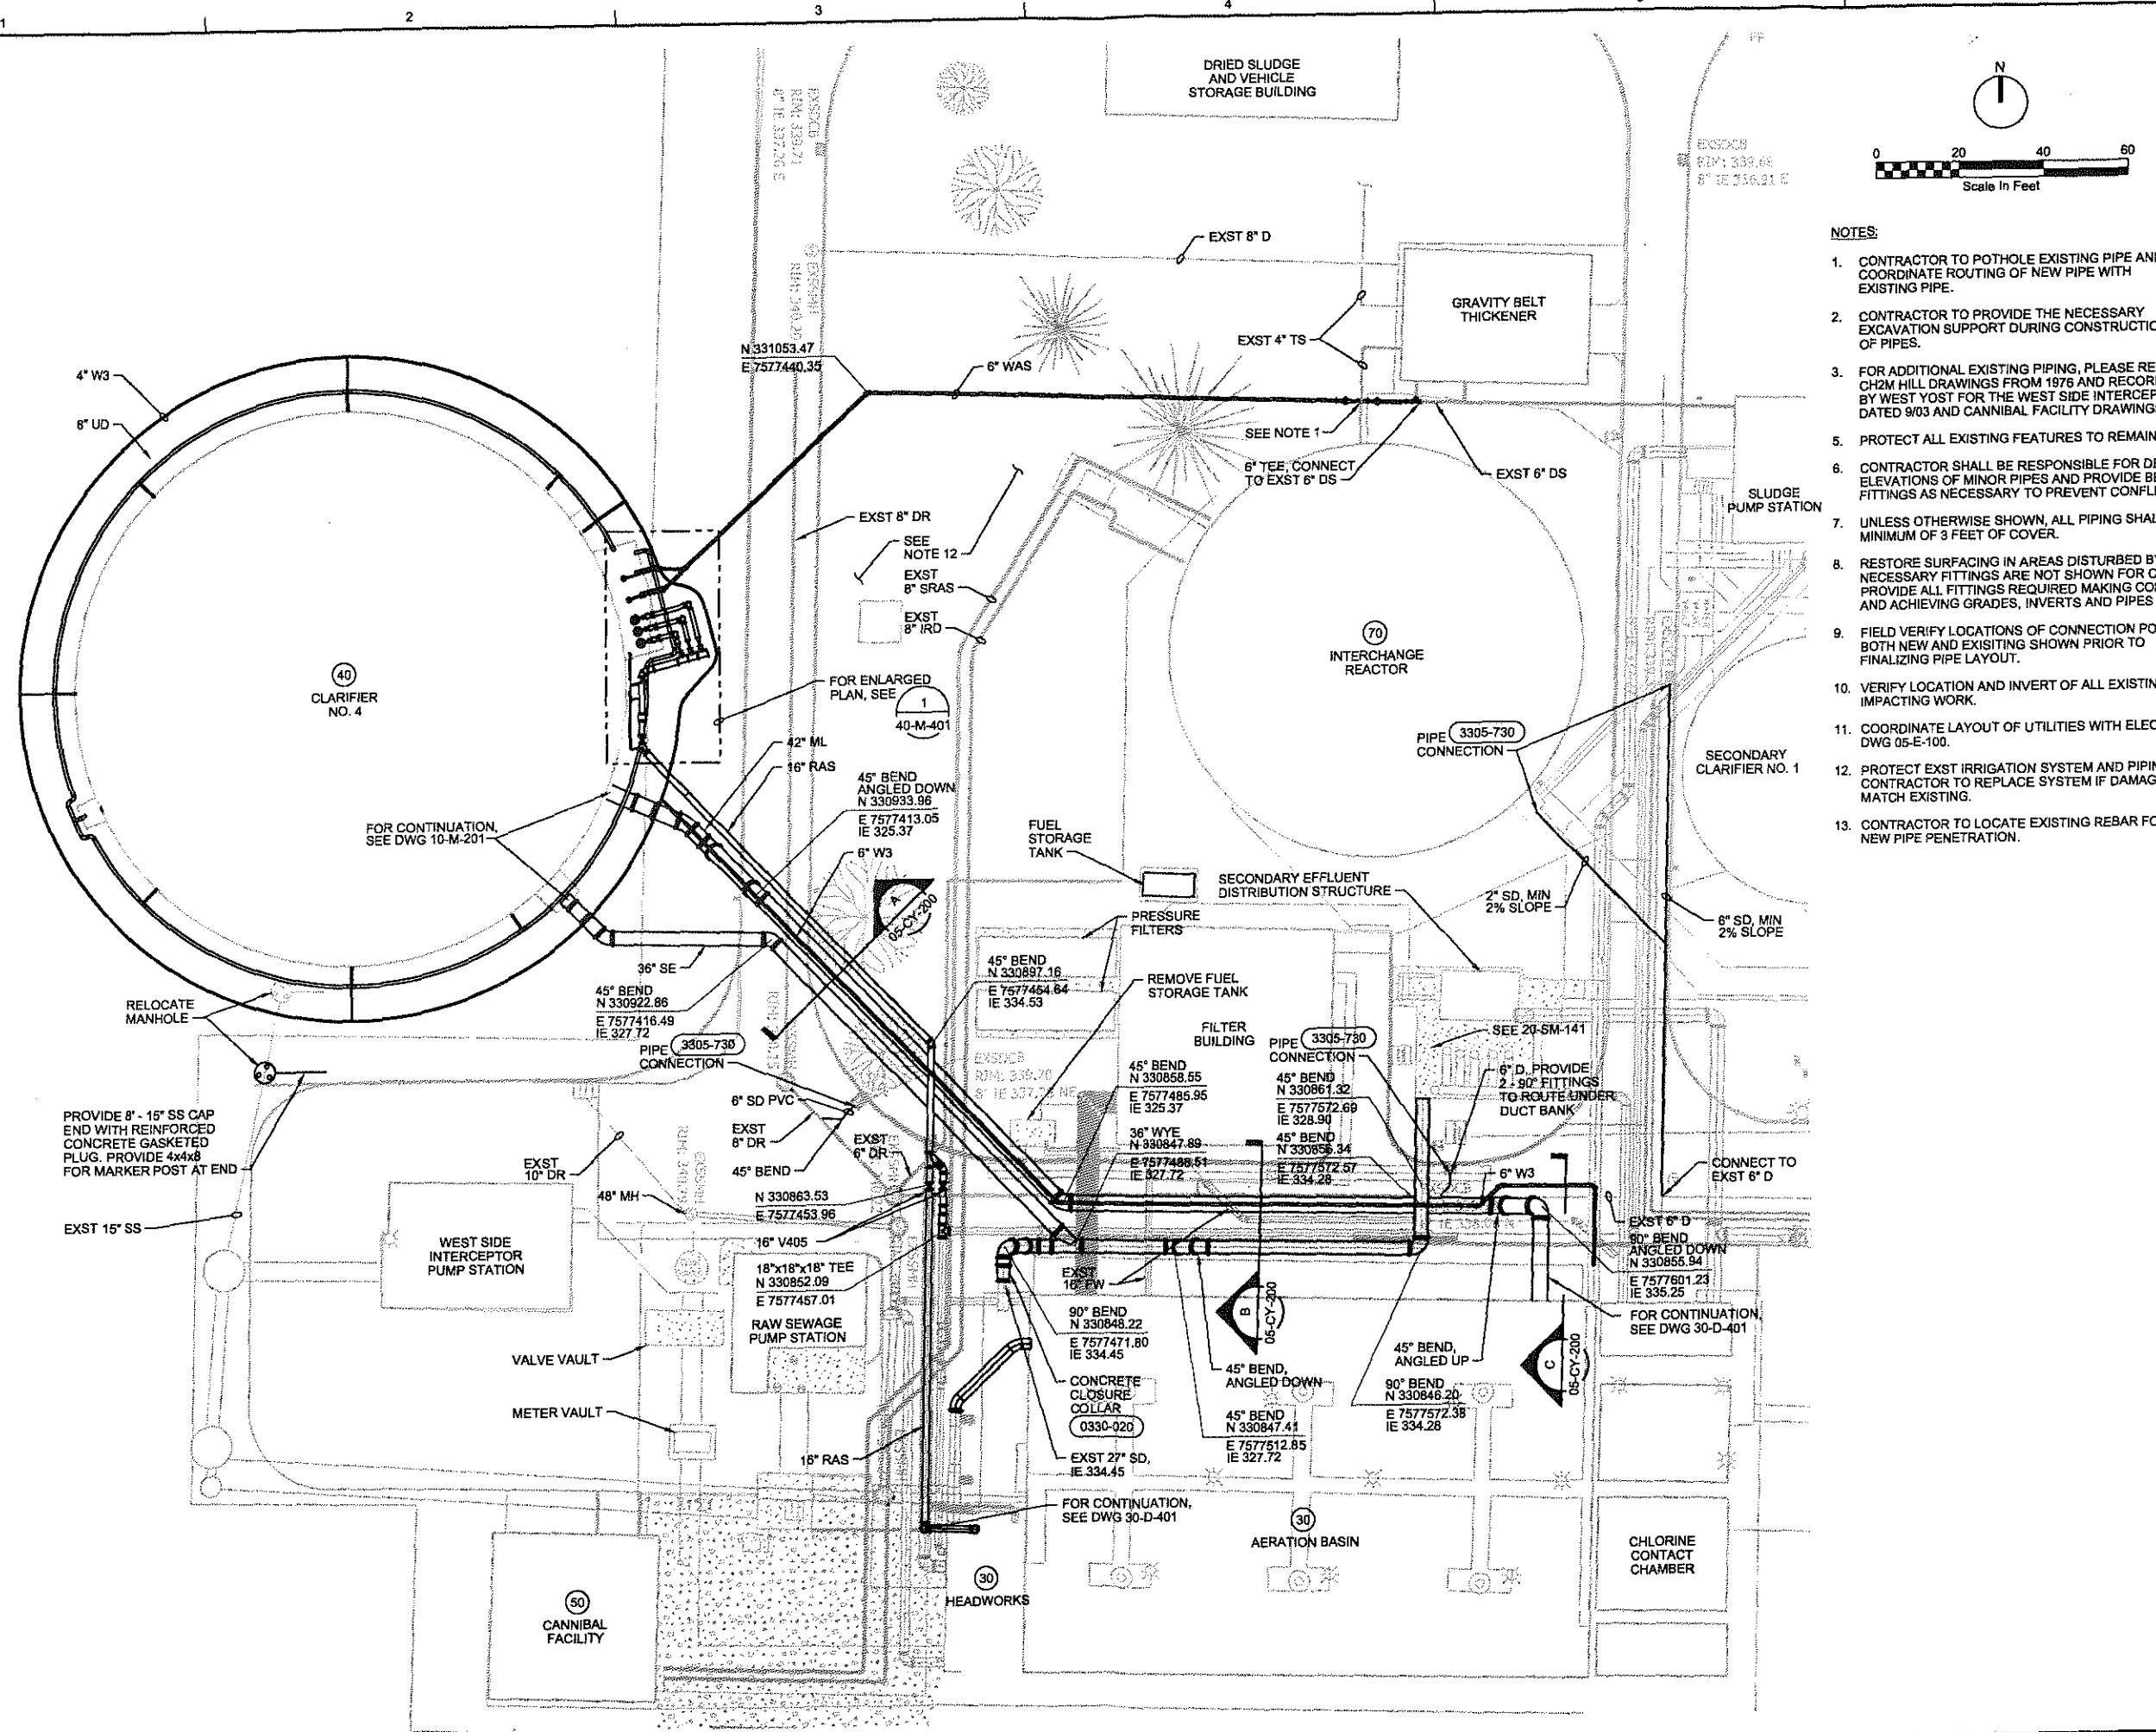 1
2
3
4
DRIED SLUDGE
AND VEHICLE
STORAGE BUILDING
N
0 20 40 60
Scale In Feet
NOTES:
1. CONTRACTOR TO POTHOLE EXISTING PIPE AN
COORDINATE ROUTING OF NEW PIPE WITH
EXISTING PIPE.
2. CONTRACTOR TO PROVIDE THE NECESSARY
EXCAVATION SUPPORT DURING CONSTRUCTIO
OF PIPES.
3. FOR ADDITIONAL EXISTING PIPING, PLEASE RE
CH2M HILL DRAWINGS FROM 1976 AND RECOR
BY WEST YOST FOR THE WEST SIDE INTERCEP
DATED 9/03 AND CANNIBAL FACILITY DRAWING
5. PROTECT ALL EXISTING FEATURES TO REMAIN
6. CONTRACTOR SHALL BE RESPONSIBLE FOR DE
ELEVATIONS OF MINOR PIPES AND PROVIDE BE
FITTINGS AS NECESSARY TO PREVENT CONFL
7. UNLESS OTHERWISE SHOWN, ALL PIPING SHAL
MINIMUM OF 3 FEET OF COVER.
8. RESTORE SURFACING IN AREAS DISTURBED BY
NECESSARY FITTINGS ARE NOT SHOWN FOR C
PROVIDE ALL FITTINGS REQUIRED MAKING CO
AND ACHIEVING GRADES, INVERTS AND PIPES
9. FIELD VERIFY LOCATIONS OF CONNECTION PO
BOTH NEW AND EXISITING SHOWN PRIOR TO
FINALIZING PIPE LAYOUT.
10. VERIFY LOCATION AND INVERT OF ALL EXISTIN
IMPACTING WORK.
11. COORDINATE LAYOUT OF UTILITIES WITH ELEC
DWG 05-E-100.
12. PROTECT EXST IRRIGATION SYSTEM AND PIPIN
CONTRACTOR TO REPLACE SYSTEM IF DAMAG
MATCH EXISTING.
13. CONTRACTOR TO LOCATE EXISTING REBAR FO
NEW PIPE PENETRATION.
EXST 8" D
GRAVITY BELT
THICKENER
EXST 4" TS
N 331053.47
E 7577440.35
6" WAS
SEE NOTE 1
6" TEE, CONNECT
TO EXST 6" DS
EXST 6" DS
SLUDGE
PUMP STATION
4" W3
6" UD
EXST 8" DR
SEE
NOTE 12
EXST
8" SRAS
EXST
8" IRD
40
CLARIFIER
NO. 4
70
INTERCHANGE
REACTOR
FOR ENLARGED
PLAN, SEE
1
40-M-401
PIPE 3305-730
CONNECTION
SECONDARY
CLARIFIER NO. 1
42" ML
16" RAS
45° BEND
ANGLED DOWN
N 330933.96
E 7577413.05
IE 325.37
6" W3
FOR CONTINUATION,
SEE DWG 10-M-201
FUEL
STORAGE
TANK
SECONDARY EFFLUENT
DISTRIBUTION STRUCTURE
2" SD, MIN
2% SLOPE
6" SD, MIN
2% SLOPE
A
05-CY-200
PRESSURE
FILTERS
36" SE
45° BEND
N 330922.86
E 7577416.49
IE 327.72
45° BEND
N 330897.16
E 7577454.64
IE 334.53
REMOVE FUEL
STORAGE TANK
RELOCATE
MANHOLE
FILTER
BUILDING
SEE 20-SM-141
PIPE 3305-730
CONNECTION
PIPE 3305-730
CONNECTION
45° BEND
N 330858.55
E 7577485.95
IE 325.37
45° BEND
N 330861.32
E 7577572.69
IE 328.90
6" D, PROVIDE
2 - 90° FITTINGS
TO ROUTE UNDER
DUCT BANK
PROVIDE 8' - 15" SS CAP
END WITH REINFORCED
CONCRETE GASKETED
PLUG. PROVIDE 4x4x8
FOR MARKER POST AT END
6" SD PVC
EXST
8" DR
EXST
6" DR
45° BEND
36" WYE
N 330847.89
E 7577488.51
IE 327.72
45° BEND
N 330856.34
E 7577572.57
IE 334.28
6" W3
CONNECT TO
EXST 6" D
EXST
10" DR
48" MH
N 330863.53
E 7577453.96
16" V405
EXST 15" SS
WEST SIDE
INTERCEPTOR
PUMP STATION
18"x18"x18" TEE
N 330852.09
E 7577457.01
EXST
16" FW
EXST 6" D
90° BEND
ANGLED DOWN
N 330855.94
E 7577601.23
IE 335.25
RAW SEWAGE
PUMP STATION
90° BEND
N 330848.22
E 7577471.80
IE 334.45
B
05-CY-200
FOR CONTINUATION,
SEE DWG 30-D-401
VALVE VAULT
45° BEND,
ANGLED UP
C
05-CY-200
45° BEND,
ANGLED DOWN
CONCRETE
CLOSURE
COLLAR
0330-020
90° BEND
N 330846.20
E 7577572.38
IE 334.28
METER VAULT
45° BEND
N 330847.41
E 7577512.85
IE 327.72
16" RAS
EXST 27" SD,
IE 334.45
FOR CONTINUATION,
SEE DWG 30-D-401
30
AERATION BASIN
CHLORINE
CONTACT
CHAMBER
30
HEADWORKS
50
CANNIBAL
FACILITY